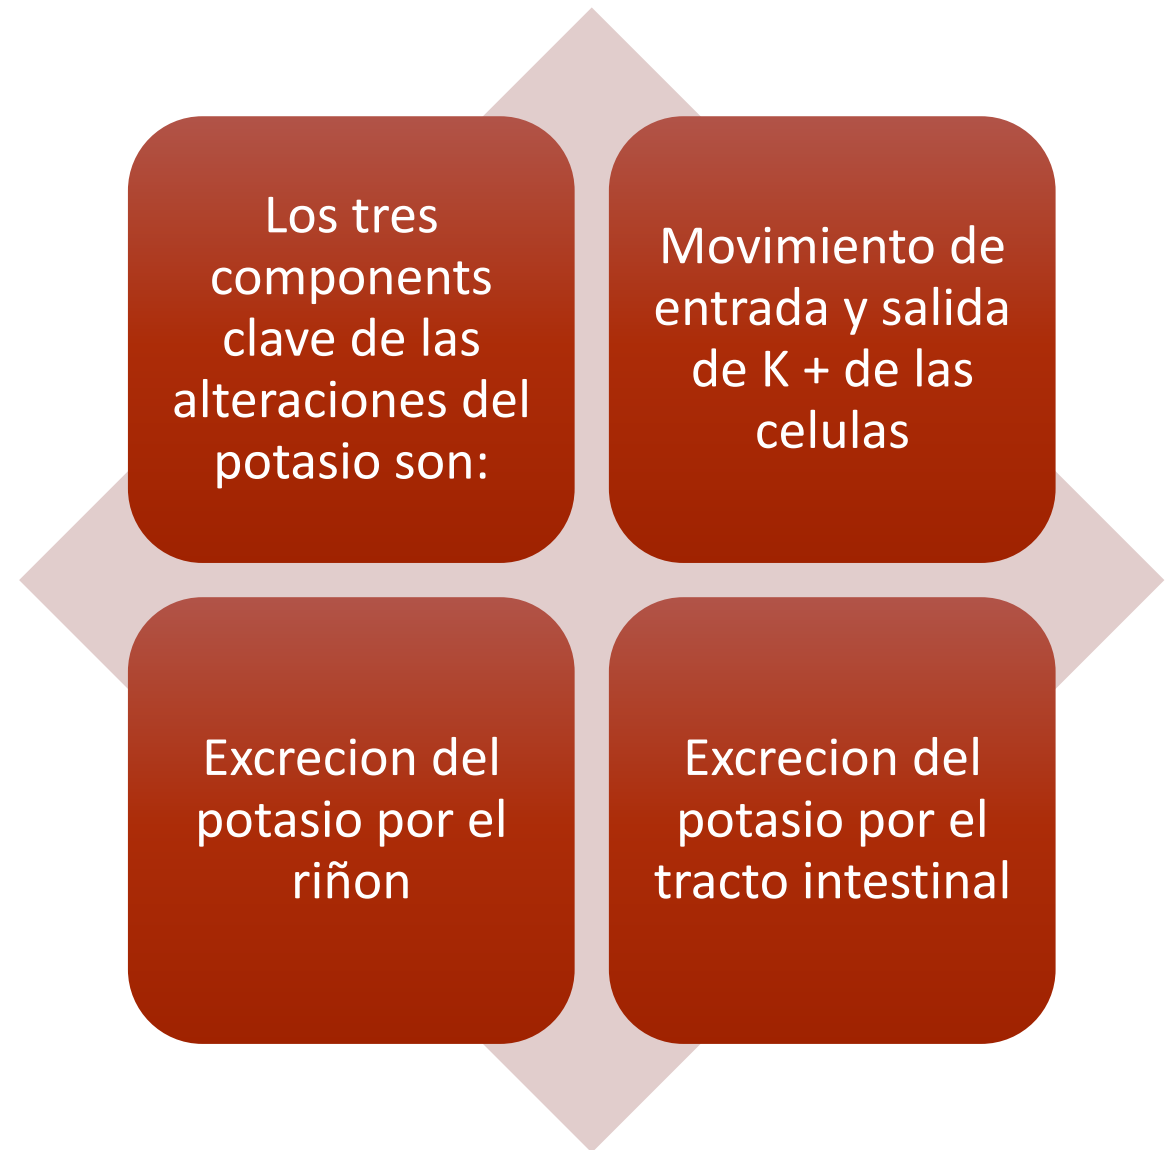 Los tres
components
clave de las
alteraciones del
potasio son:
Movimiento de
entrada y salida
de K + de las
celulas
Excrecion del
potasio por el
riñon
Excrecion del
potasio por el
tracto intestinal